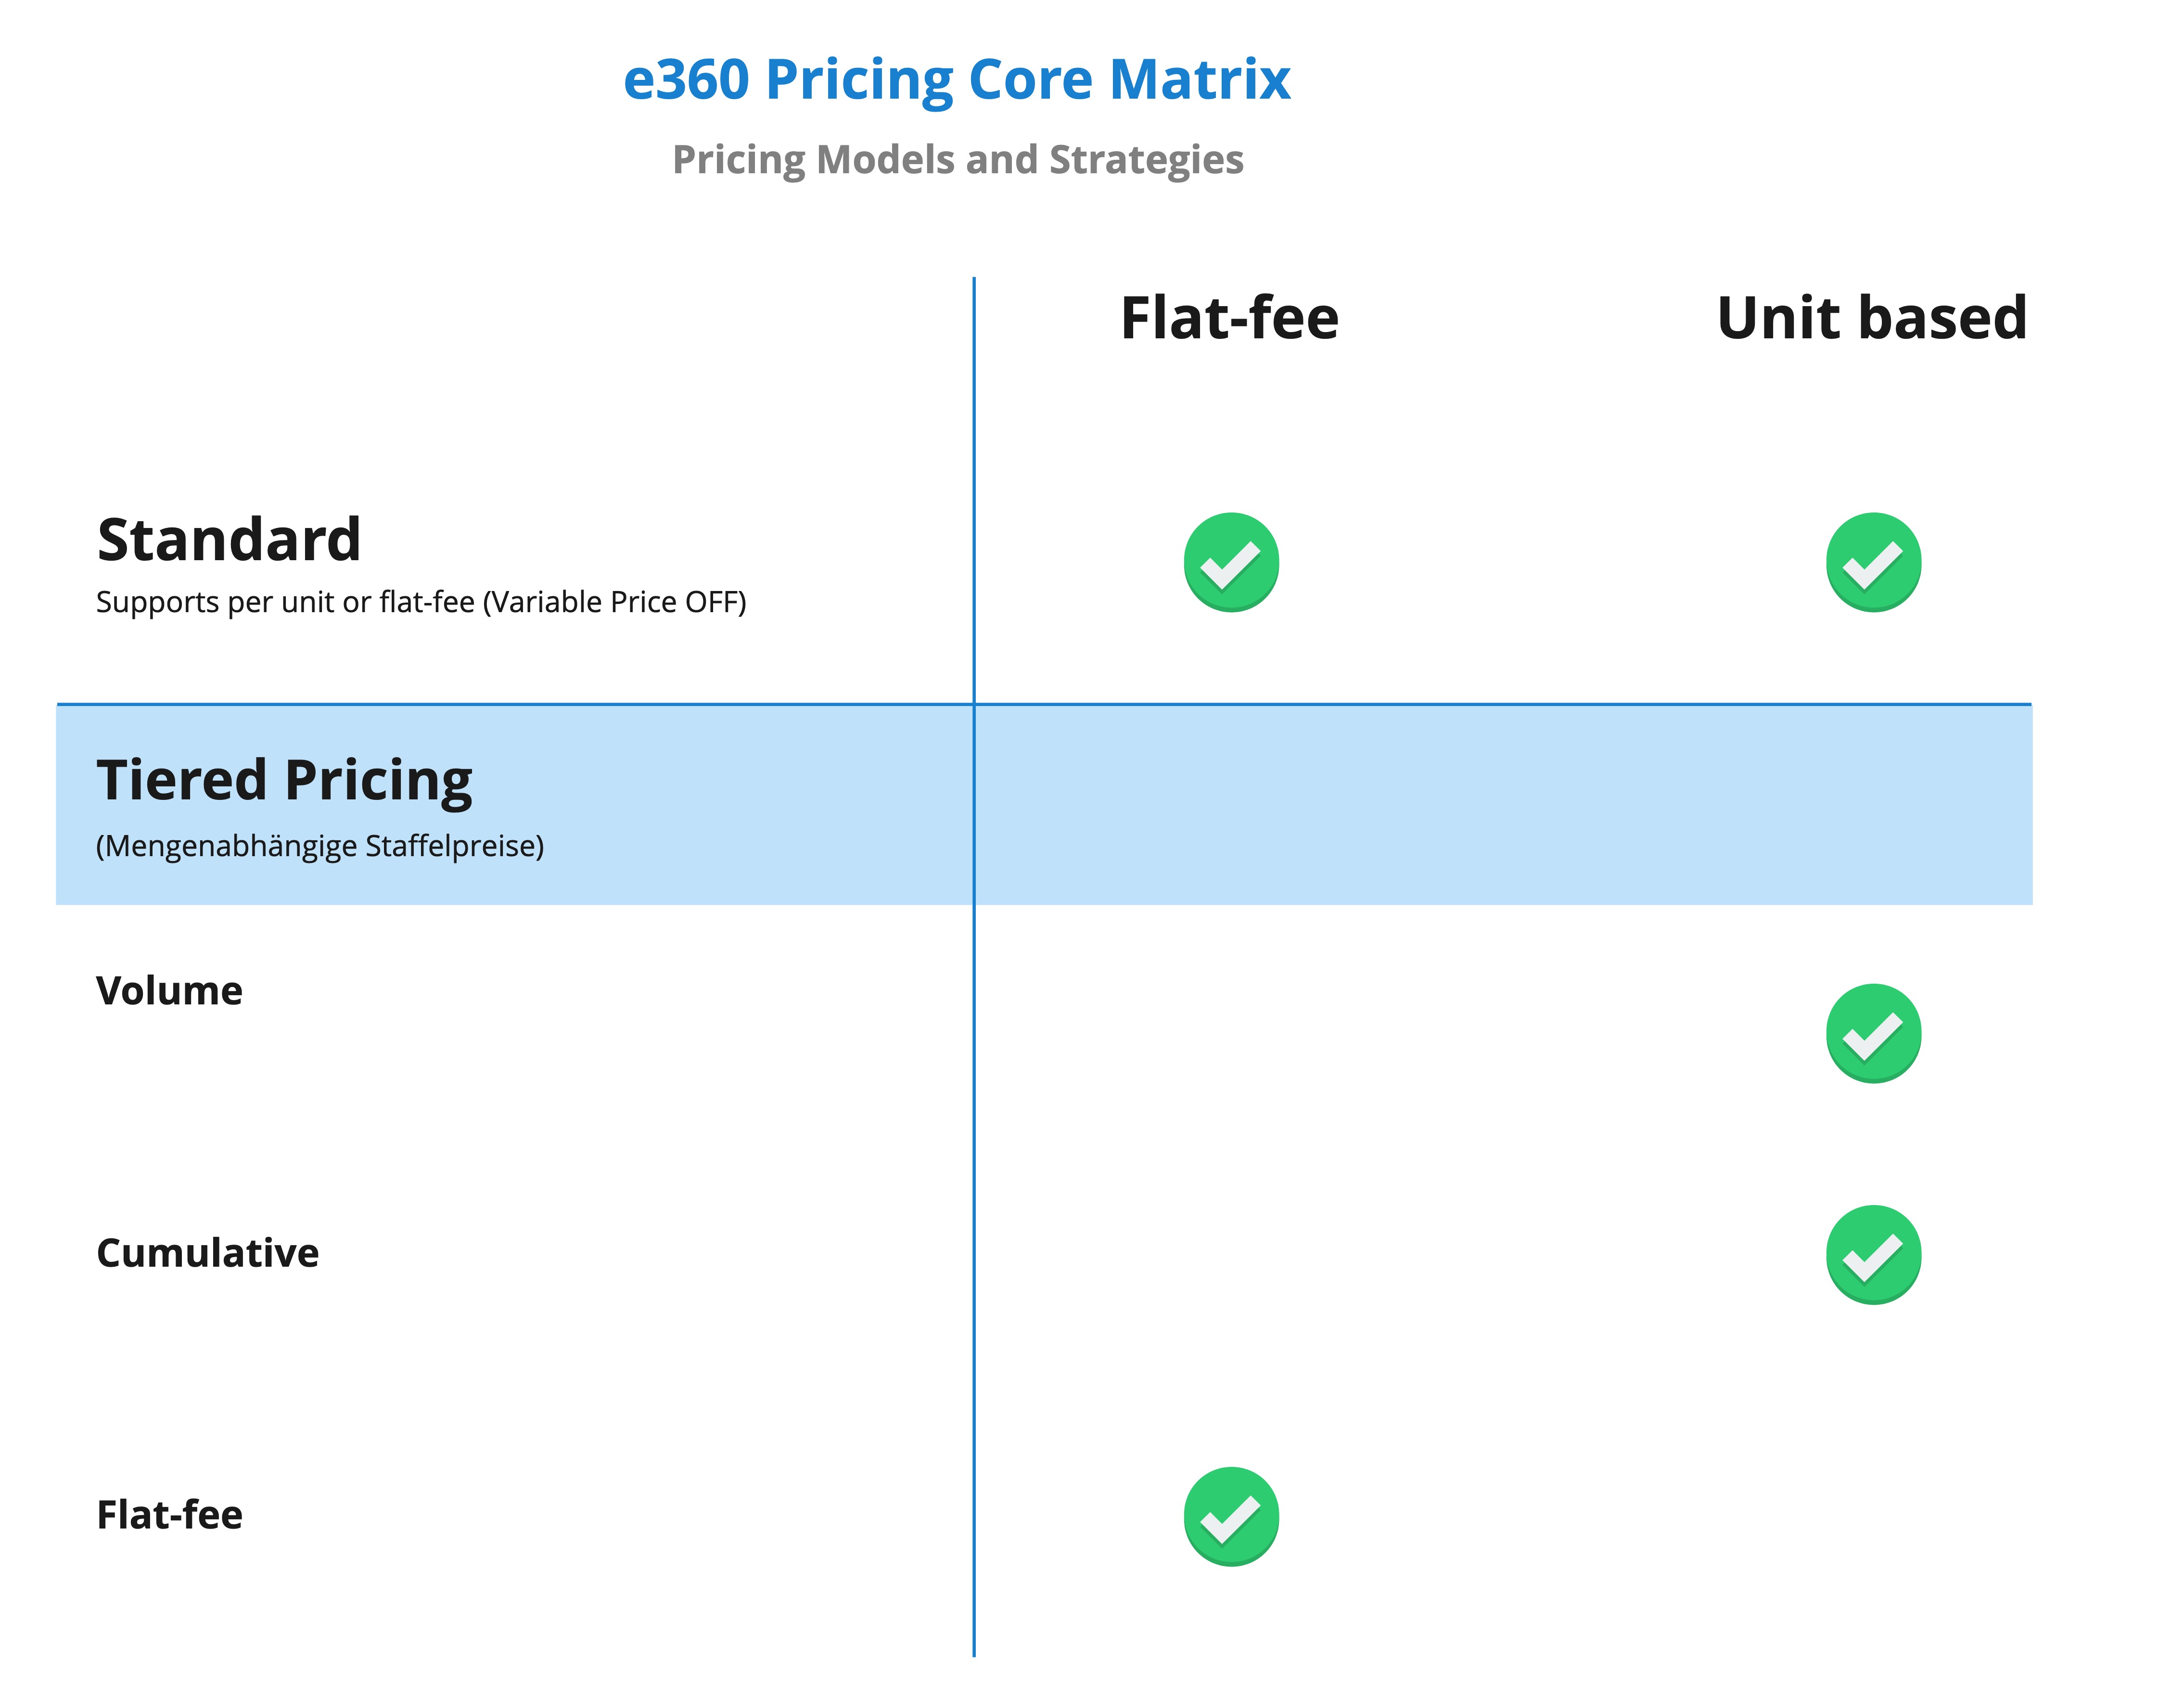 e360 Pricing Core Matrix
Pricing Models and Strategies
Flat-fee
Unit based
Standard
Supports per unit or flat-fee (Variable Price OFF)
Tiered Pricing
(Mengenabhängige Staffelpreise)
Volume
Cumulative
Flat-fee